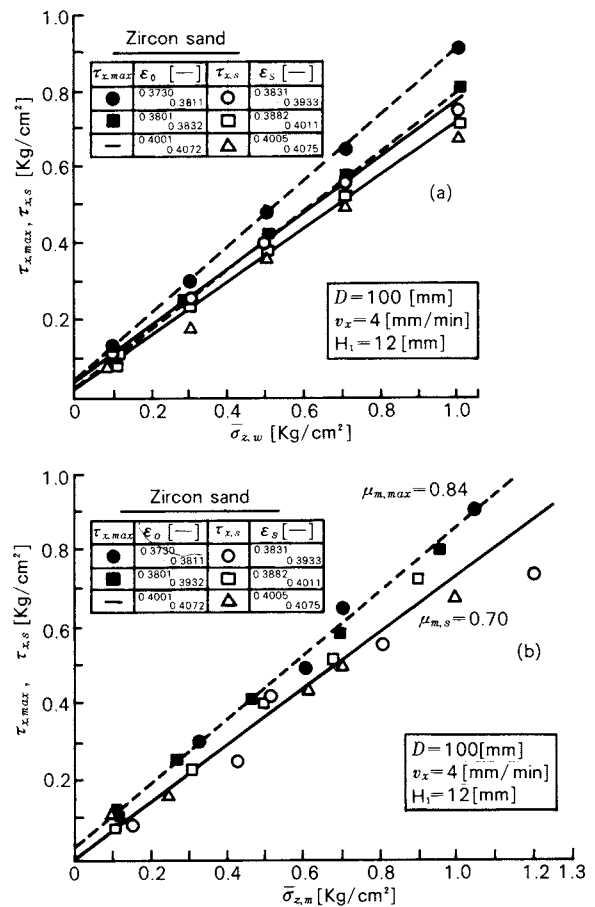 Zircon sand
τx,max ε0 [—] τx,s εs [—]
● 0.3730 0.3811 ○ 0.3831 0.3933
■ 0.3801 0.3832 □ 0.3882 0.4011
— 0.4001 0.4072 △ 0.4005 0.4075
(a)
D=100 [mm]
vx=4 [mm/min]
H1=12 [mm]
τx,max, τx,s [Kg/cm²]
1.0
0.8
0.6
0.4
0.2
0 0.2 0.4 0.6 0.8 1.0
σ̄z,w [Kg/cm²]
Zircon sand
τx,max ε0 [—] τx,s εs [—]
● 0.3730 0.3811 ○ 0.3831 0.3933
■ 0.3801 0.3932 □ 0.3882 0.4011
— 0.4001 0.4072 △ 0.4005 0.4075
μm,max=0.84
μm,s=0.70
(b)
D=100[mm]
vx=4[mm/min]
H1=12[mm]
τx,max, τx,s [Kg/cm²]
1.0
0.8
0.6
0.4
0.2
0 0.2 0.4 0.6 0.8 1.0 1.2 1.3
σ̄z,m [Kg/cm²]